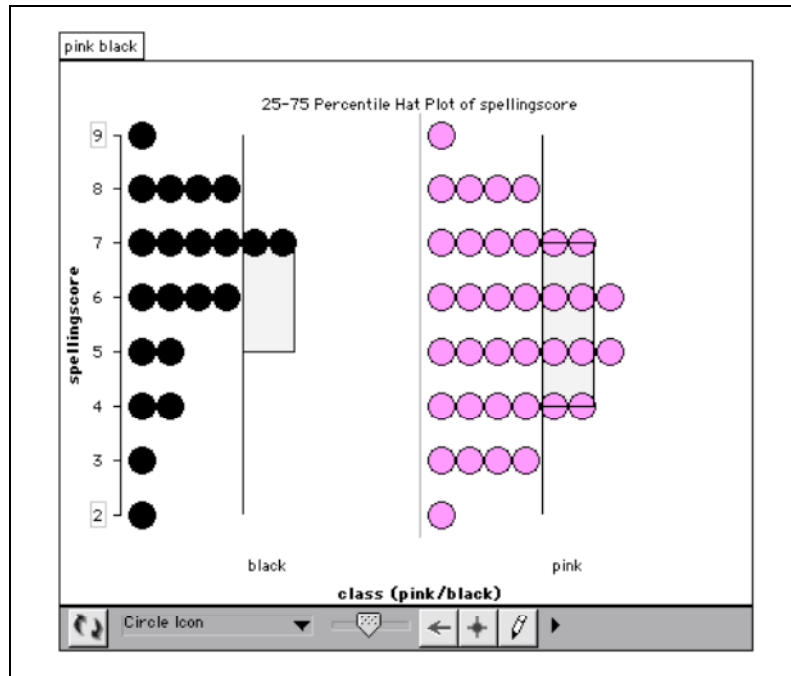 pink black
25-75 Percentile Hat Plot of spellingscore
9
8
7
6
5
4
3
2
spellingscore
black
pink
class (pink/black)
Circle Icon